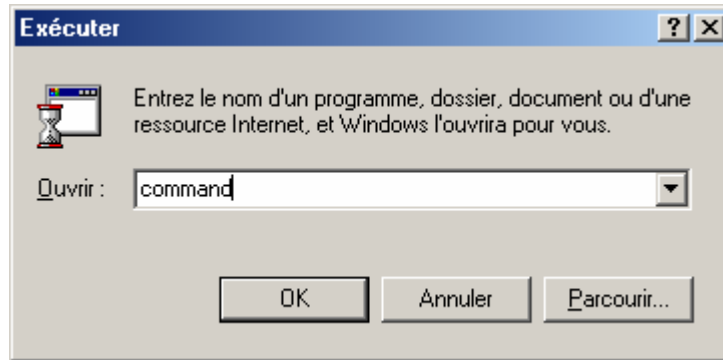 Exécuter
Entrez le nom d'un programme, dossier, document ou d'une
ressource Internet, et Windows l'ouvrira pour vous.
Ouvrir : command
OK Annuler Parcourir...